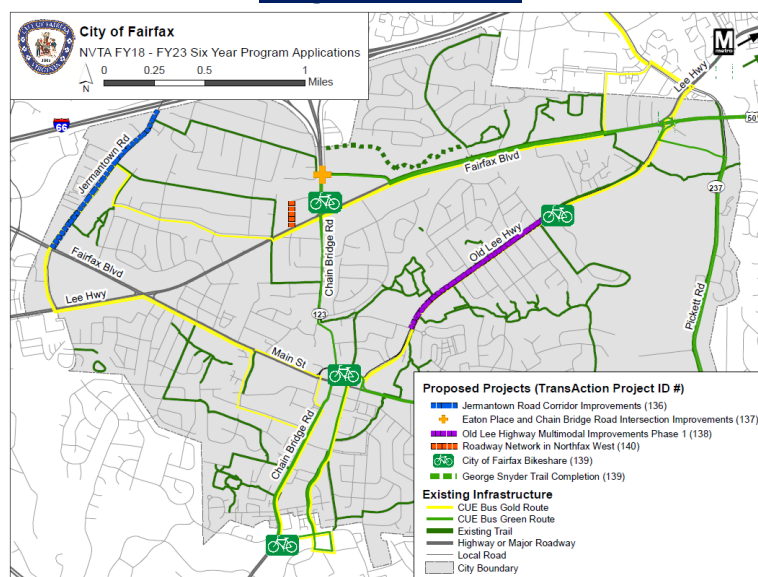 City of Fairfax
NVTA FY18 - FY23 Six Year Program Applications
0 0.25 0.5 1
Miles
N
CITY OF FAIRFAX
VIRGINIA
M
metro
Lee Hwy
66
50
Jermantown Rd
Fairfax Blvd
237
Chain Bridge Rd
Old Lee Hwy
Fairfax Blvd
Lee Hwy
Pickett Rd
123
Main St
Chain Bridge Rd
Proposed Projects (TransAction Project ID #)
Jermantown Road Corridor Improvements (136)
Eaton Place and Chain Bridge Road Intersection Improvements (137)
Old Lee Highway Multimodal Improvements Phase 1 (138)
Roadway Network in Northfax West (140)
City of Fairfax Bikeshare (139)
George Snyder Trail Completion (139)
Existing Infrastructure
CUE Bus Gold Route
CUE Bus Green Route
Existing Trail
Highway or Major Roadway
Local Road
City Boundary